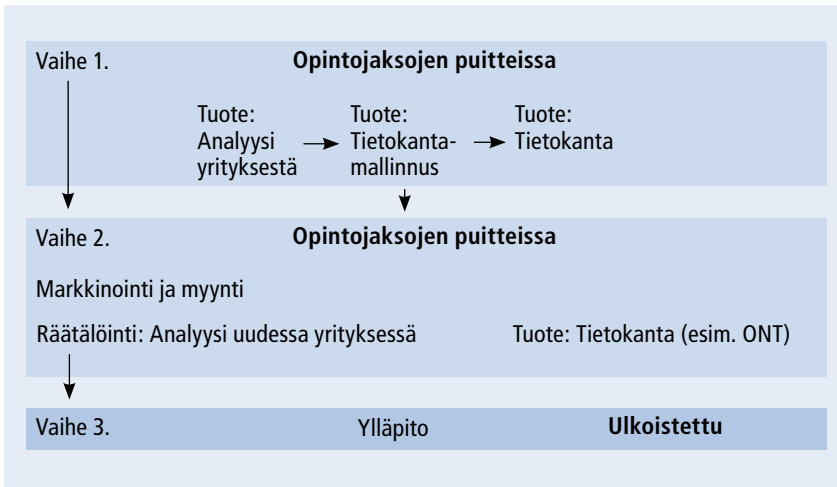 Vaihe 1. Opintojaksojen puitteissa
Tuote: Tuote: Tuote:
Analyysi Tietokanta- Tietokanta
yrityksestä mallinnus
Vaihe 2. Opintojaksojen puitteissa
Markkinointi ja myynti
Räätälöinti: Analyysi uudessa yrityksessä Tuote: Tietokanta (esim. ONT)
Vaihe 3. Ylläpito Ulkoistettu